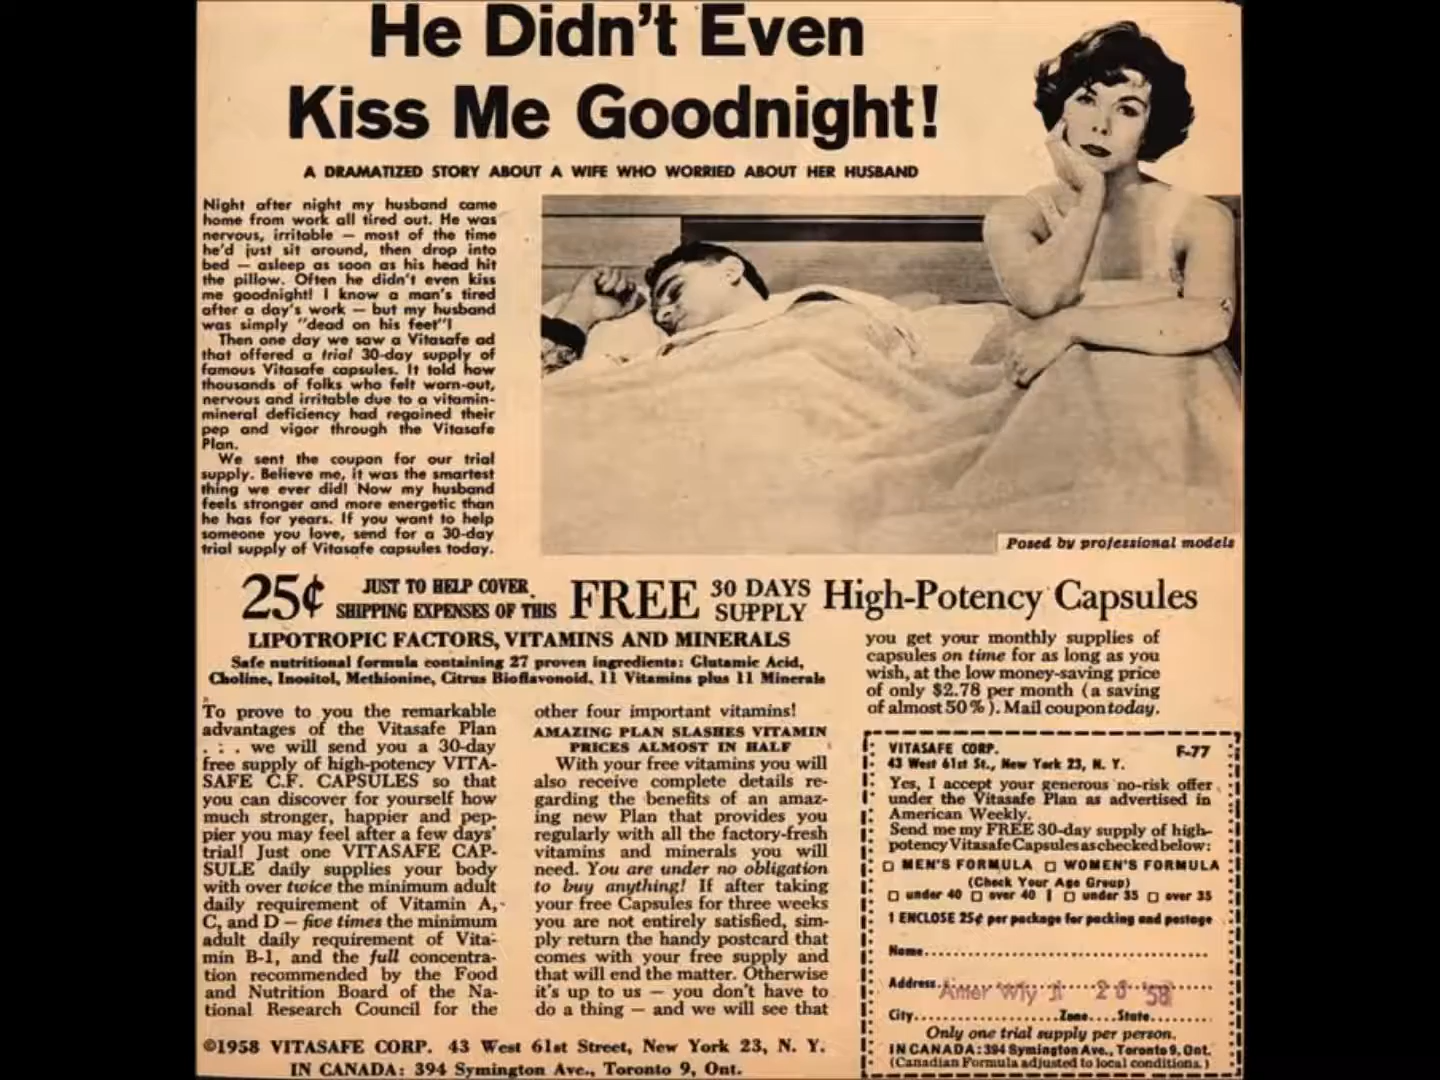 He Didn't Even
Kiss Me Goodnight!
A DRAMATIZED STORY ABOUT A WIFE WHO WORRIED ABOUT HER HUSBAND
Night after night my husband came
home from work all tired out. He was
nervous, irritable — most of the time
he'd just sit around, then drop into
bed — asleep as soon as his head hit
the pillow. Often he didn't even kiss
me goodnight! I know a man's tired
after a day's work — but my husband
was simply "dead on his feet"!
Then one day we saw a Vitasafe ad
that offered a trial 30-day supply of
famous Vitasafe capsules. It told how
thousands of folks who felt worn-out,
nervous and irritable due to a vitamin-
mineral deficiency had regained their
pep and vigor through the Vitasafe
Plan.
We sent the coupon for our trial
supply. Believe me, it was the smartest
thing we ever did! Now my husband
feels stronger and more energetic than
he has for years. If you want to help
someone you love, send for a 30-day
trial supply of Vitasafe capsules today.
Posed by professional models
25¢ JUST TO HELP COVER SHIPPING EXPENSES OF THIS FREE 30 DAYS SUPPLY High-Potency Capsules
LIPOTROPIC FACTORS, VITAMINS AND MINERALS
Safe nutritional formula containing 27 proven ingredients: Glutamic Acid,
Choline, Inositol, Methionine, Citrus Bioflavonoid, 11 Vitamins plus 11 Minerals
To prove to you the remarkable
advantages of the Vitasafe Plan
. . . we will send you a 30-day
free supply of high-potency VITA-
SAFE C.F. CAPSULES so that
you can discover for yourself how
much stronger, happier and pep-
pier you may feel after a few days'
trial! Just one VITASAFE CAP-
SULE daily supplies your body
with over twice the minimum adult
daily requirement of Vitamin A,
C, and D — five times the minimum
adult daily requirement of Vita-
min B-1, and the full concentra-
tion recommended by the Food
and Nutrition Board of the Na-
tional Research Council for the
other four important vitamins!
AMAZING PLAN SLASHES VITAMIN
PRICES ALMOST IN HALF
With your free vitamins you will
also receive complete details re-
garding the benefits of an amaz-
ing new Plan that provides you
regularly with all the factory-fresh
vitamins and minerals you will
need. You are under no obligation
to buy anything! If after taking
your free Capsules for three weeks
you are not entirely satisfied, sim-
ply return the handy postcard that
comes with your free supply and
that will end the matter. Otherwise
it's up to us — you don't have to
do a thing — and we will see that
you get your monthly supplies of
capsules on time for as long as you
wish, at the low money-saving price
of only $2.78 per month (a saving
of almost 50%). Mail coupon today.
VITASAFE CORP. F-77
43 West 61st St., New York 23, N. Y.
Yes, I accept your generous no-risk offer
under the Vitasafe Plan as advertised in
American Weekly.
Send me my FREE 30-day supply of high-
potency Vitasafe Capsules as checked below:
☐ MEN'S FORMULA ☐ WOMEN'S FORMULA
(Check Your Age Group)
☐ under 40 ☐ over 40 | ☐ under 35 ☐ over 35
I ENCLOSE 25¢ per package for packing and postage
Name
Address
Amer Wly 20 '58
City Zone State
Only one trial supply per person.
IN CANADA: 394 Symington Ave., Toronto 9, Ont.
(Canadian Formula adjusted to local conditions.)
©1958 VITASAFE CORP. 43 West 61st Street, New York 23, N. Y.
IN CANADA: 394 Symington Ave., Toronto 9, Ont.